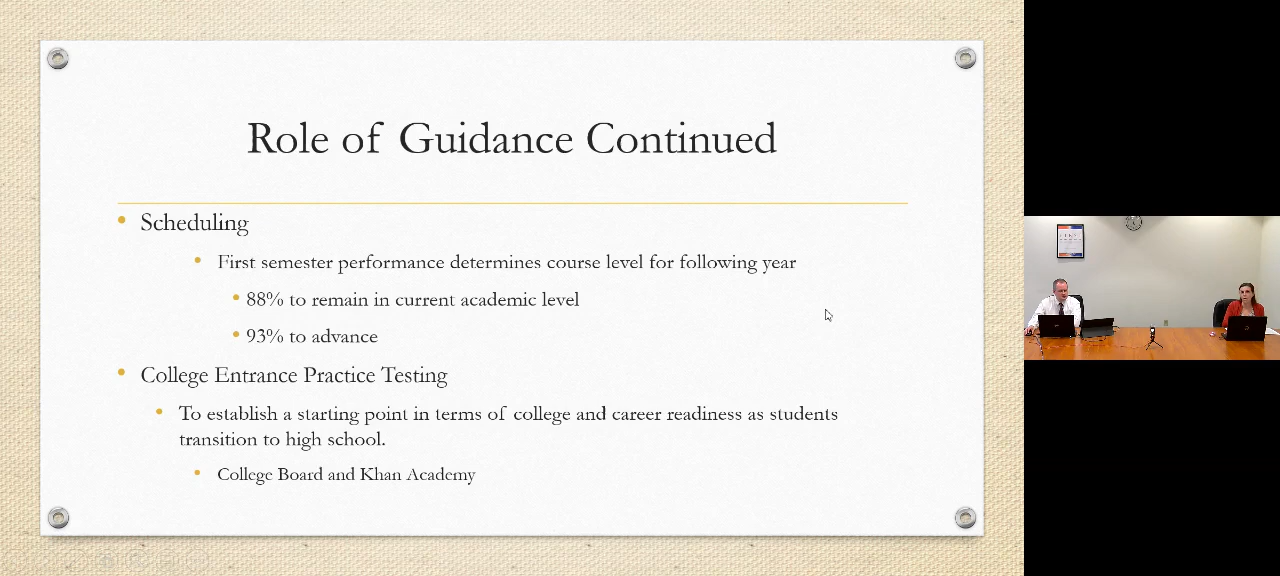 Role of Guidance Continued
Scheduling
First semester performance determines course level for following year
88% to remain in current academic level
93% to advance
College Entrance Practice Testing
To establish a starting point in terms of college and career readiness as students
transition to high school.
College Board and Khan Academy